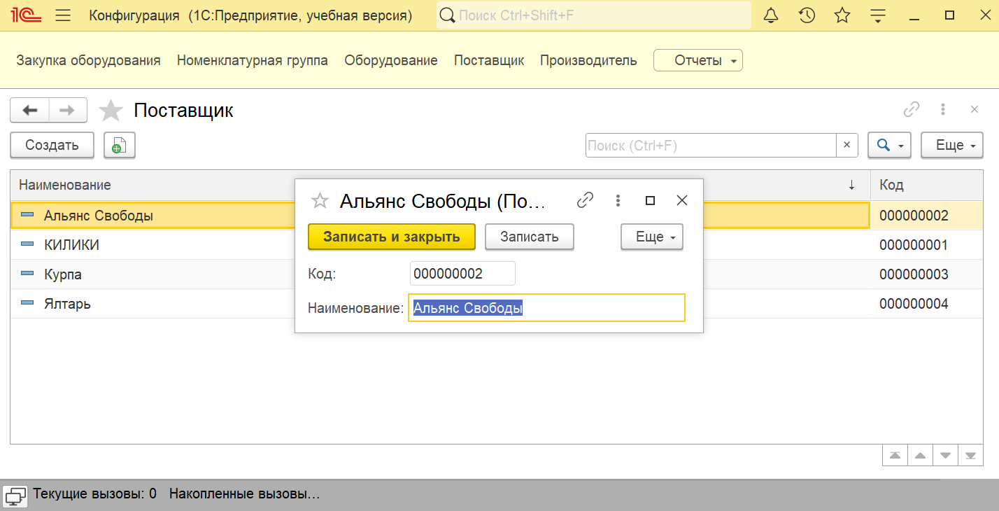 1С Конфигурация (1С:Предприятие, учебная версия) Поиск Ctrl+Shift+F
Закупка оборудования Номенклатурная группа Оборудование Поставщик Производитель Отчеты
Поставщик
Создать Поиск (Ctrl+F) × Еще
Наименование ↓ Код
Альянс Свободы 000000002
КИЛИКИ 000000001
Курпа 000000003
Ялтарь 000000004
Альянс Свободы (По...
Записать и закрыть Записать Еще
Код: 000000002
Наименование: Альянс Свободы
Текущие вызовы: 0 Накопленные вызовы...